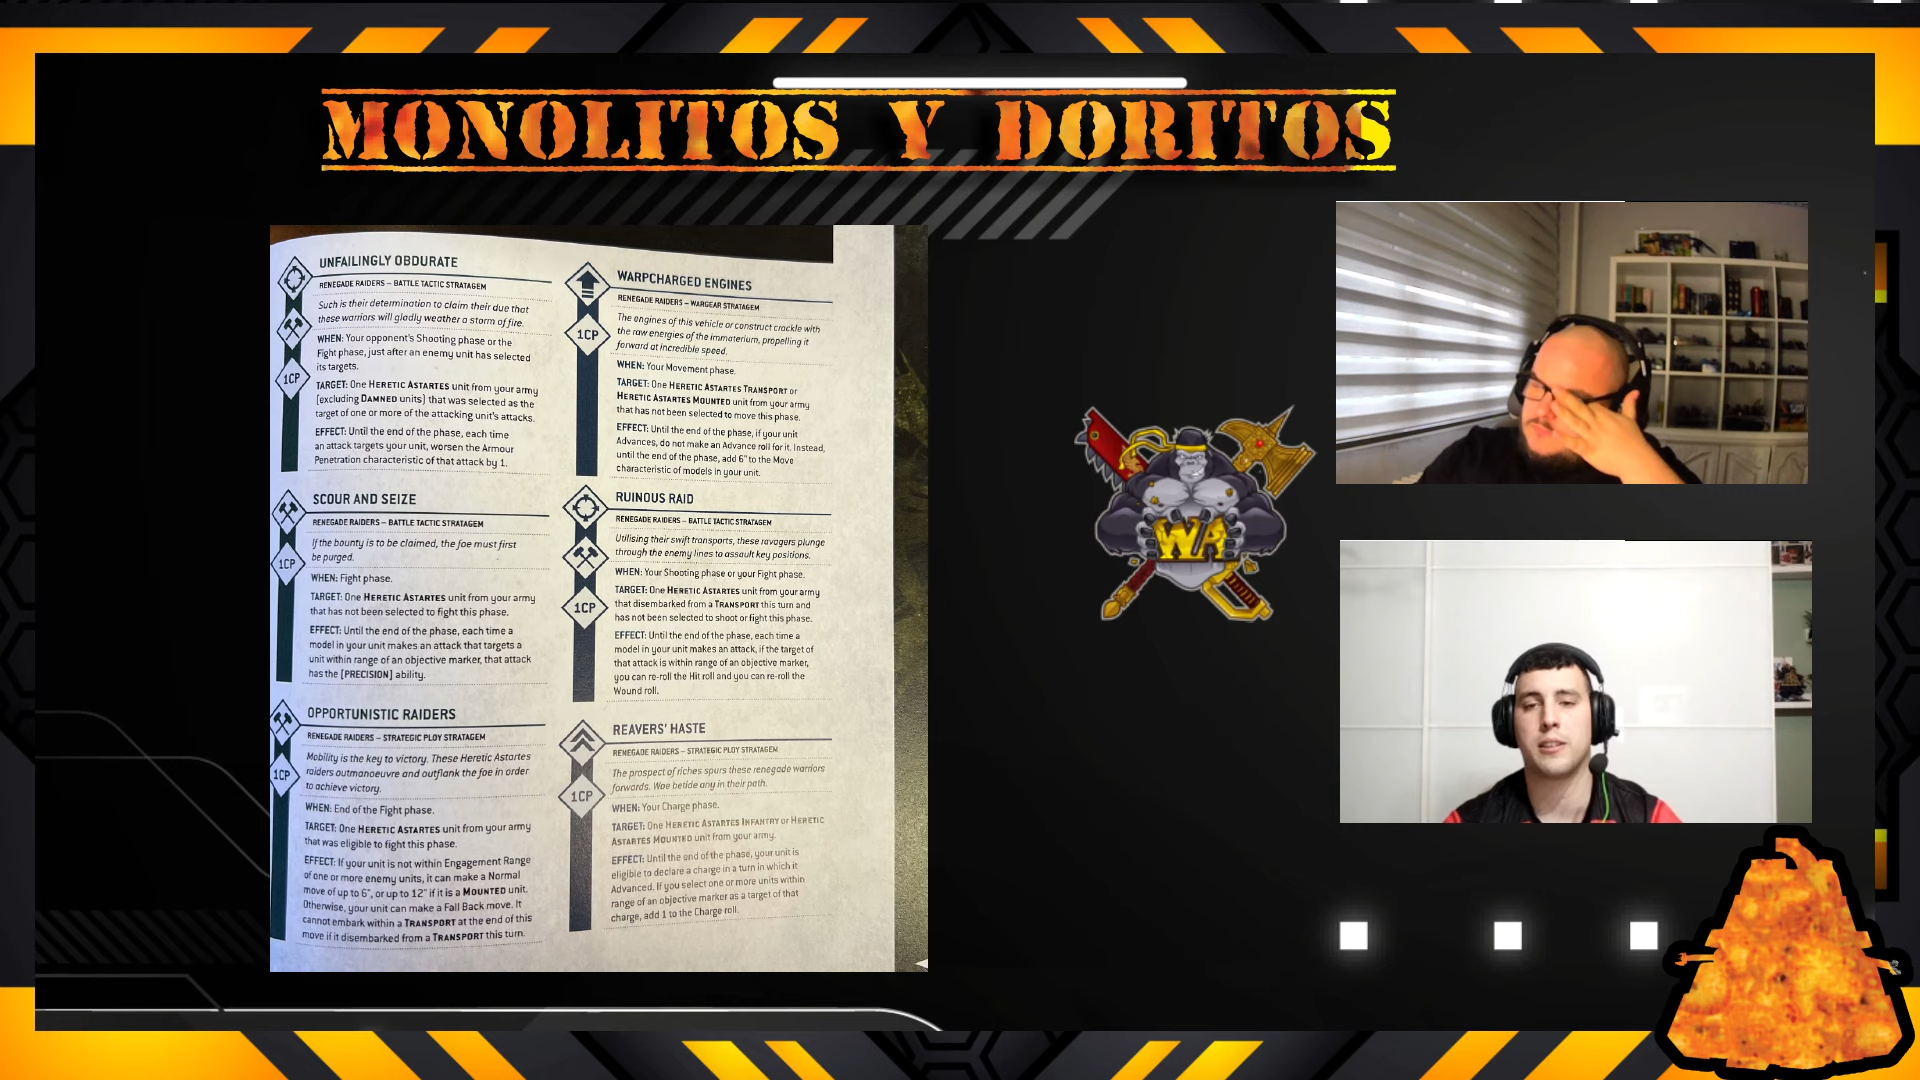 MONOLITOS Y DORITOS
UNFAILINGLY OBDURATE
RENEGADE RAIDERS – BATTLE TACTIC STRATAGEM
Such is their determination to claim their due that
these warriors will gladly weather a storm of fire.
WHEN: Your opponent's Shooting phase or the
Fight phase, just after an enemy unit has selected
its targets.
1CP
TARGET: One HERETIC ASTARTES unit from your army
(excluding DAMNED units) that was selected as the
target of one or more of the attacking unit's attacks.
EFFECT: Until the end of the phase, each time
an attack targets your unit, worsen the Armour
Penetration characteristic of that attack by 1.
SCOUR AND SEIZE
RENEGADE RAIDERS – BATTLE TACTIC STRATAGEM
If the bounty is to be claimed, the foe must first
be purged.
1CP
WHEN: Fight phase.
TARGET: One HERETIC ASTARTES unit from your army
that has not been selected to fight this phase.
EFFECT: Until the end of the phase, each time a
model in your unit makes an attack that targets a
unit within range of an objective marker, that attack
has the [PRECISION] ability.
OPPORTUNISTIC RAIDERS
RENEGADE RAIDERS – STRATEGIC PLOY STRATAGEM
Mobility is the key to victory. These Heretic Astartes
raiders outmanoeuvre and outflank the foe in order
to achieve victory.
1CP
WHEN: End of the Fight phase.
TARGET: One HERETIC ASTARTES unit from your army
that was eligible to fight this phase.
EFFECT: If your unit is not within Engagement Range
of one or more enemy units, it can make a Normal
move of up to 6", or up to 12" if it is a MOUNTED unit.
Otherwise, your unit can make a Fall Back move. It
cannot embark within a TRANSPORT at the end of this
move if it disembarked from a TRANSPORT this turn.
WARPCHARGED ENGINES
RENEGADE RAIDERS – WARGEAR STRATAGEM
The engines of this vehicle or construct crackle with
the raw energies of the immaterium, propelling it
forward at incredible speed.
1CP
WHEN: Your Movement phase.
TARGET: One HERETIC ASTARTES TRANSPORT or
HERETIC ASTARTES MOUNTED unit from your army
that has not been selected to move this phase.
EFFECT: Until the end of the phase, if your unit
Advances, do not make an Advance roll for it. Instead,
until the end of the phase, add 6" to the Move
characteristic of models in your unit.
RUINOUS RAID
RENEGADE RAIDERS – BATTLE TACTIC STRATAGEM
Utilising their swift transports, these ravagers plunge
through the enemy lines to assault key positions.
WHEN: Your Shooting phase or your Fight phase.
1CP
TARGET: One HERETIC ASTARTES unit from your army
that disembarked from a TRANSPORT this turn and
has not been selected to shoot or fight this phase.
EFFECT: Until the end of the phase, each time a
model in your unit makes an attack, if the target of
that attack is within range of an objective marker,
you can re-roll the Hit roll and you can re-roll the
Wound roll.
REAVERS' HASTE
RENEGADE RAIDERS – STRATEGIC PLOY STRATAGEM
The prospect of riches spurs these renegade warriors
forwards. Woe betide any in their path.
1CP
WHEN: Your Charge phase.
TARGET: One HERETIC ASTARTES INFANTRY or HERETIC
ASTARTES MOUNTED unit from your army.
EFFECT: Until the end of the phase, your unit is
eligible to declare a charge in a turn in which it
Advanced. If you select one or more units within
range of an objective marker as a target of that
charge, add 1 to the Charge roll.